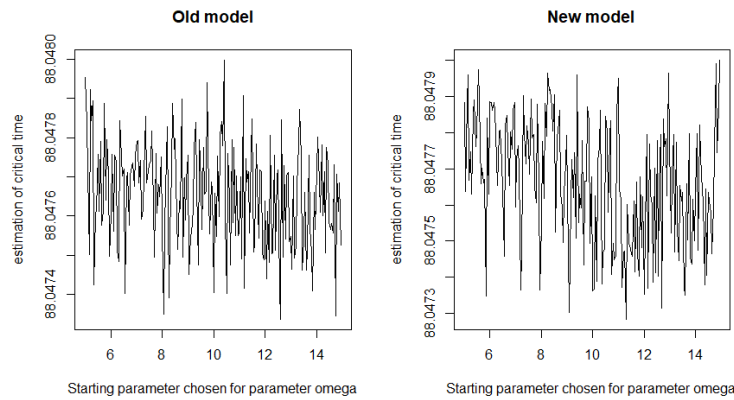 Old model
New model
estimation of critical time
88.0474 88.0476 88.0478 88.0480
6 8 10 12 14
Starting parameter chosen for parameter omega
estimation of critical time
88.0473 88.0475 88.0477 88.0479
6 8 10 12 14
Starting parameter chosen for parameter omega